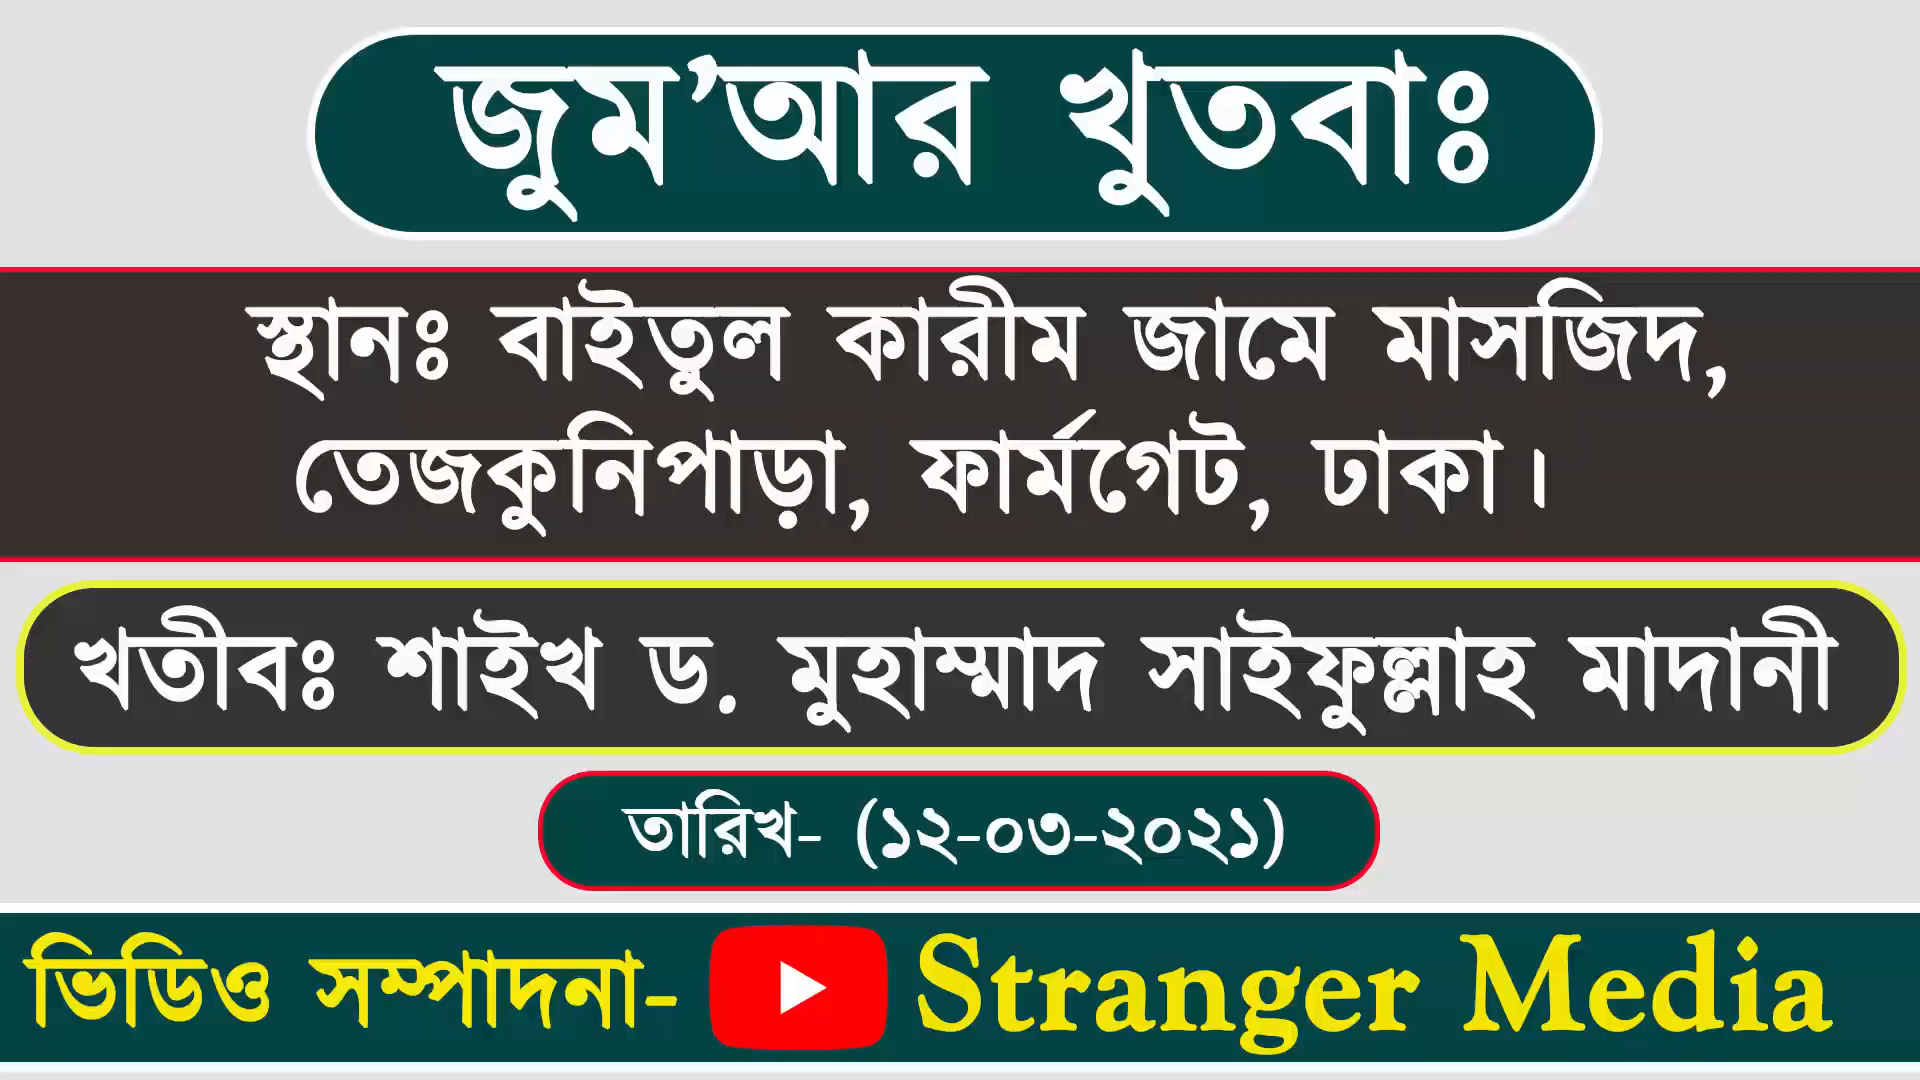 জুম’আর খুতবাঃ
স্থানঃ বাইতুল কারীম জামে মাসজিদ,
তেজকুনিপাড়া, ফার্মগেট, ঢাকা।
খতীবঃ শাইখ ড. মুহাম্মাদ সাইফুল্লাহ মাদানী
তারিখ- (১২-০৩-২০২১)
ভিডিও সম্পাদনা- Stranger Media